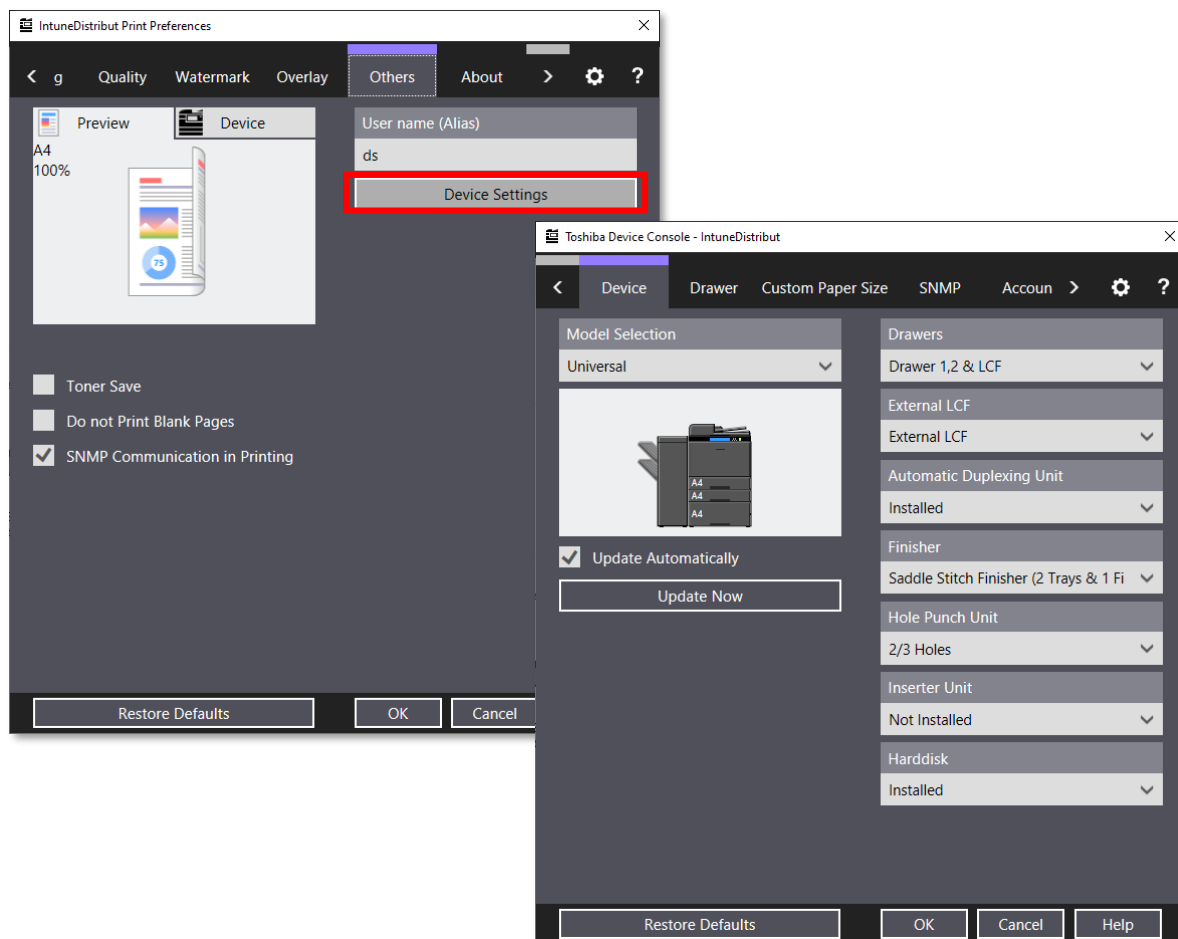 IntuneDistribut Print Preferences
g Quality Watermark Overlay Others About ?
Preview Device
A4
100%
75
User name (Alias)
ds
Device Settings
Toner Save
Do not Print Blank Pages
SNMP Communication in Printing
Restore Defaults OK Cancel
Toshiba Device Console - IntuneDistribut
Device Drawer Custom Paper Size SNMP Accoun ?
Model Selection
Universal
A4
A4
A4
Update Automatically
Update Now
Drawers
Drawer 1,2 & LCF
External LCF
External LCF
Automatic Duplexing Unit
Installed
Finisher
Saddle Stitch Finisher (2 Trays & 1 Fi
Hole Punch Unit
2/3 Holes
Inserter Unit
Not Installed
Harddisk
Installed
Restore Defaults OK Cancel Help